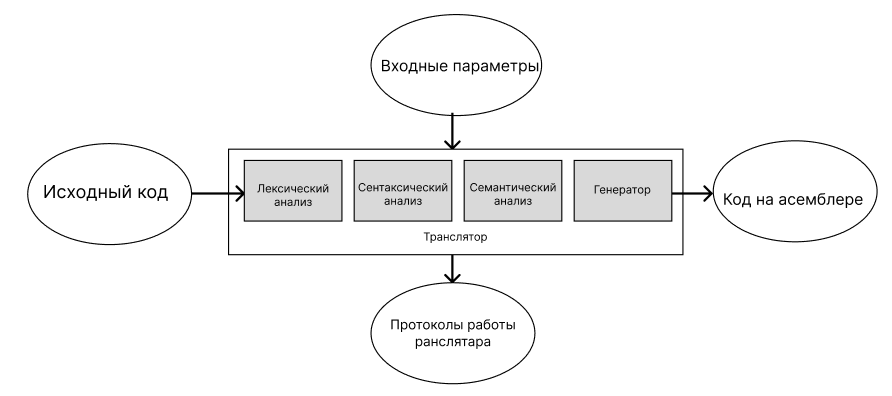 Входные параметры
Исходный код
Лексический
анализ
Сентаксический
анализ
Семантический
анализ
Генератор
Код на асемблере
Транслятор
Протоколы работы
ранслятара